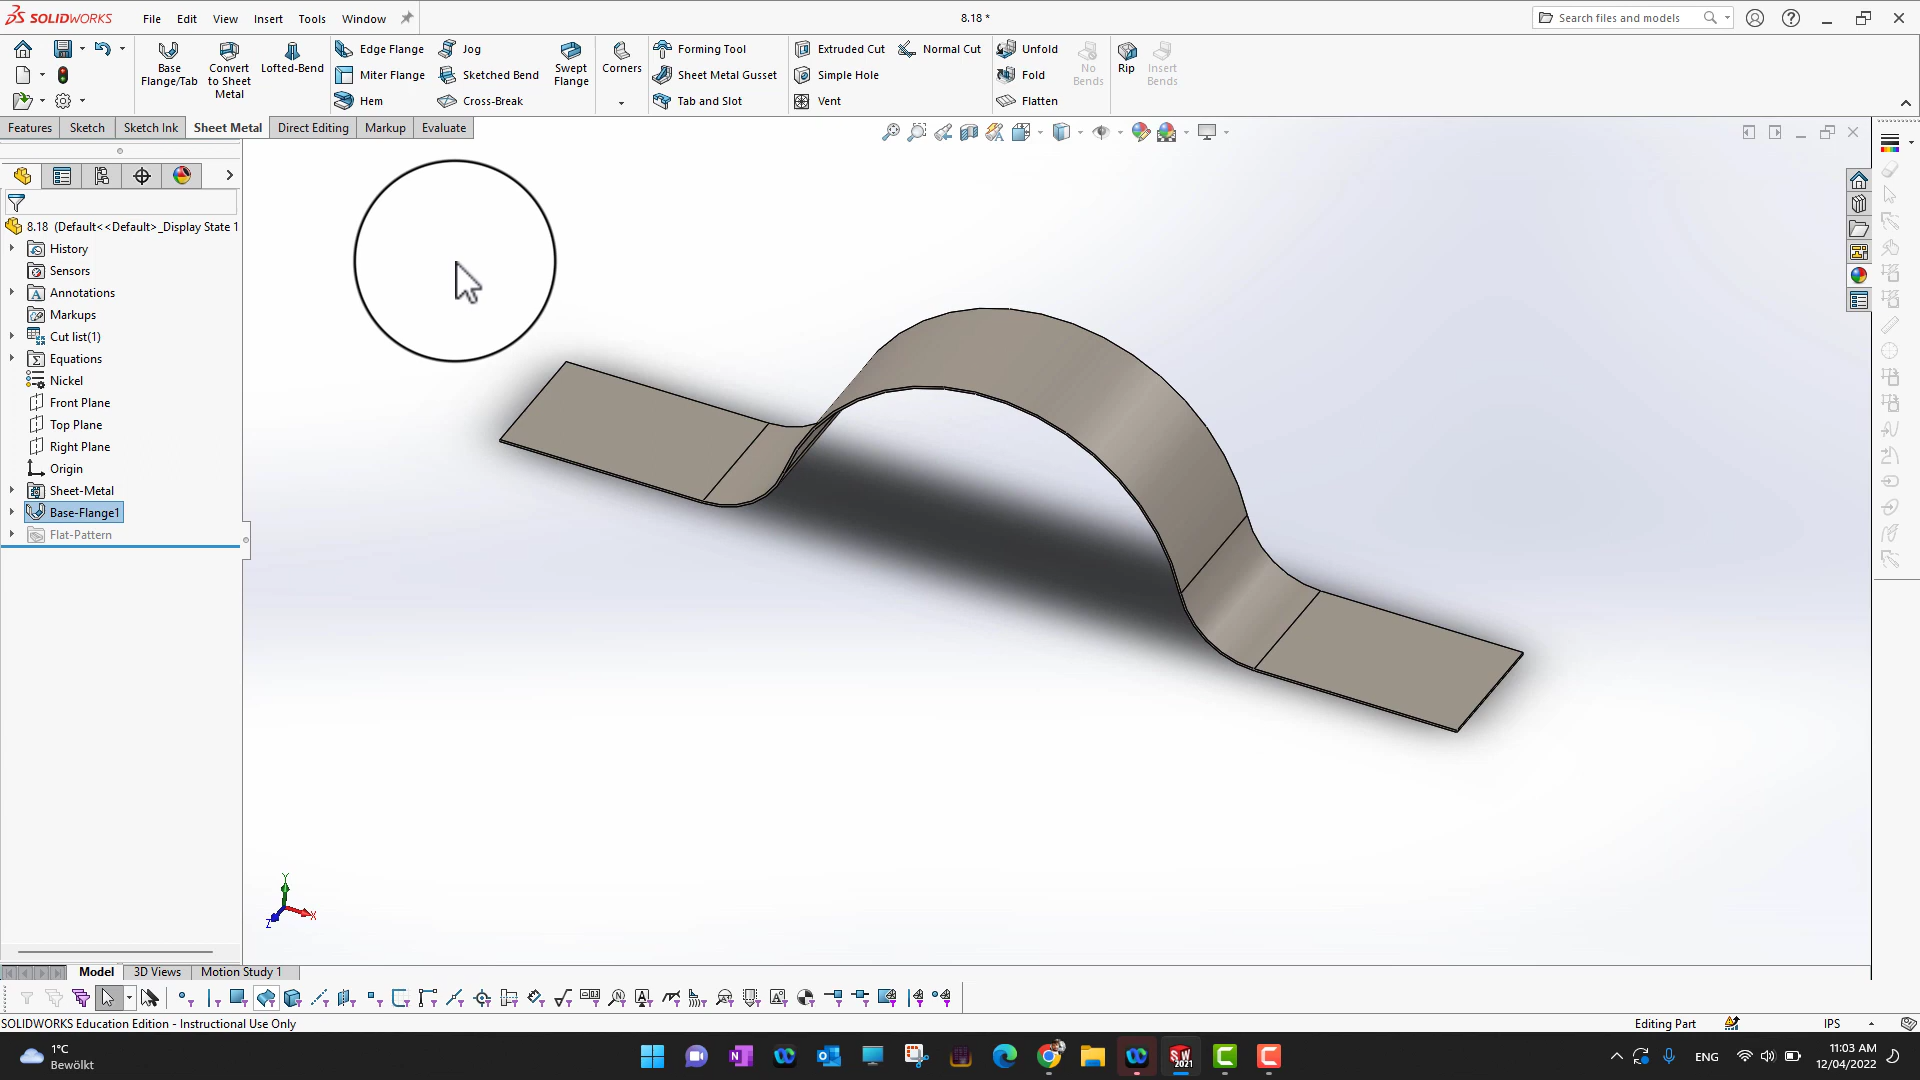 SOLIDWORKS File Edit View Insert Tools Window 8.18 * Search files and models
Base Flange/Tab
Convert to Sheet Metal
Lofted-Bend
Edge Flange
Miter Flange
Hem
Jog
Sketched Bend
Cross-Break
Swept Flange
Corners
Forming Tool
Sheet Metal Gusset
Tab and Slot
Extruded Cut
Simple Hole
Vent
Normal Cut
Unfold
Fold
Flatten
No Bends
Rip
Insert Bends
Features Sketch Sketch Ink Sheet Metal Direct Editing Markup Evaluate
8.18 (Default<<Default>_Display State 1
History
Sensors
Annotations
Markups
Cut list(1)
Equations
Nickel
Front Plane
Top Plane
Right Plane
Origin
Sheet-Metal
Base-Flange1
Flat-Pattern
Y
X
Z
Model 3D Views Motion Study 1
SOLIDWORKS Education Edition - Instructional Use Only Editing Part IPS
1°C
Bewölkt
ENG
11:03 AM
12/04/2022